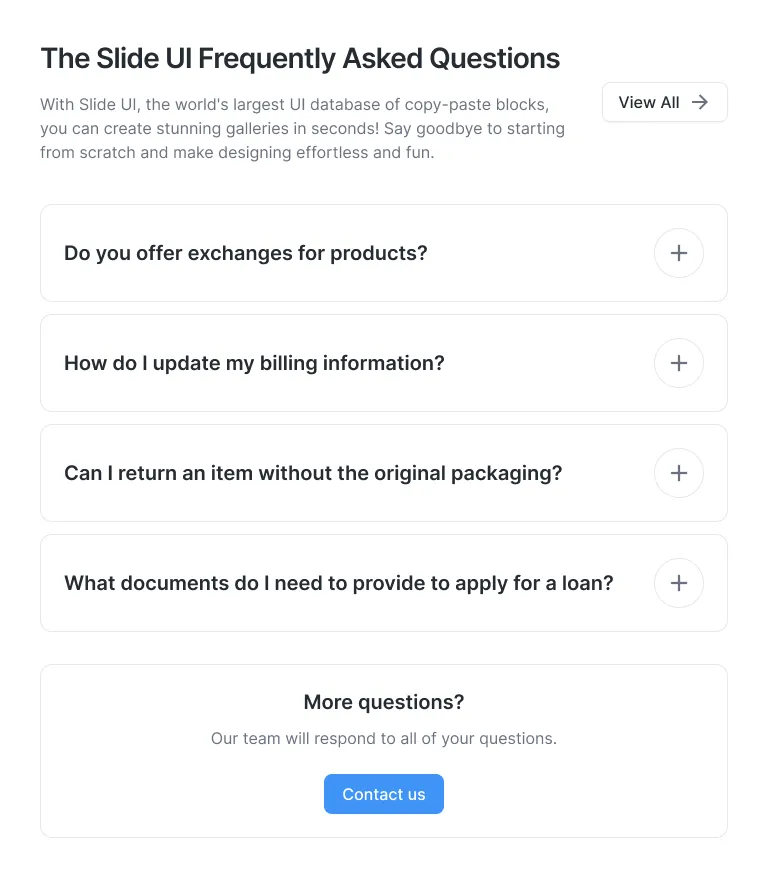 The Slide UI Frequently Asked Questions
With Slide UI, the world's largest UI database of copy-paste blocks,
you can create stunning galleries in seconds! Say goodbye to starting
from scratch and make designing effortless and fun.
View All
Do you offer exchanges for products?
How do I update my billing information?
Can I return an item without the original packaging?
What documents do I need to provide to apply for a loan?
More questions?
Our team will respond to all of your questions.
Contact us